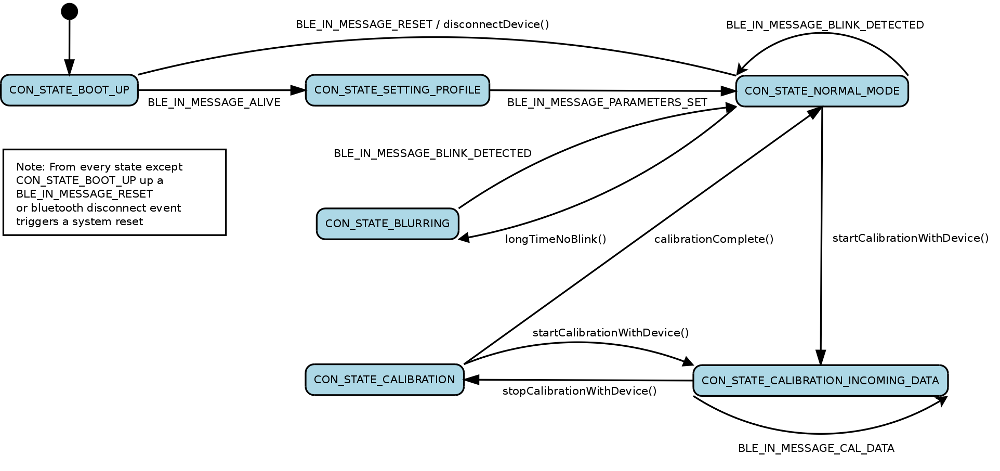 BLE_IN_MESSAGE_RESET / disconnectDevice()
BLE_IN_MESSAGE_BLINK_DETECTED
CON_STATE_BOOT_UP
CON_STATE_SETTING_PROFILE
CON_STATE_NORMAL_MODE
BLE_IN_MESSAGE_ALIVE
BLE_IN_MESSAGE_PARAMETERS_SET
BLE_IN_MESSAGE_BLINK_DETECTED
Note: From every state except
CON_STATE_BOOT_UP up a
BLE_IN_MESSAGE_RESET
or bluetooth disconnect event
triggers a system reset
CON_STATE_BLURRING
longTimeNoBlink()
calibrationComplete()
startCalibrationWithDevice()
startCalibrationWithDevice()
CON_STATE_CALIBRATION
CON_STATE_CALIBRATION_INCOMING_DATA
stopCalibrationWithDevice()
BLE_IN_MESSAGE_CAL_DATA